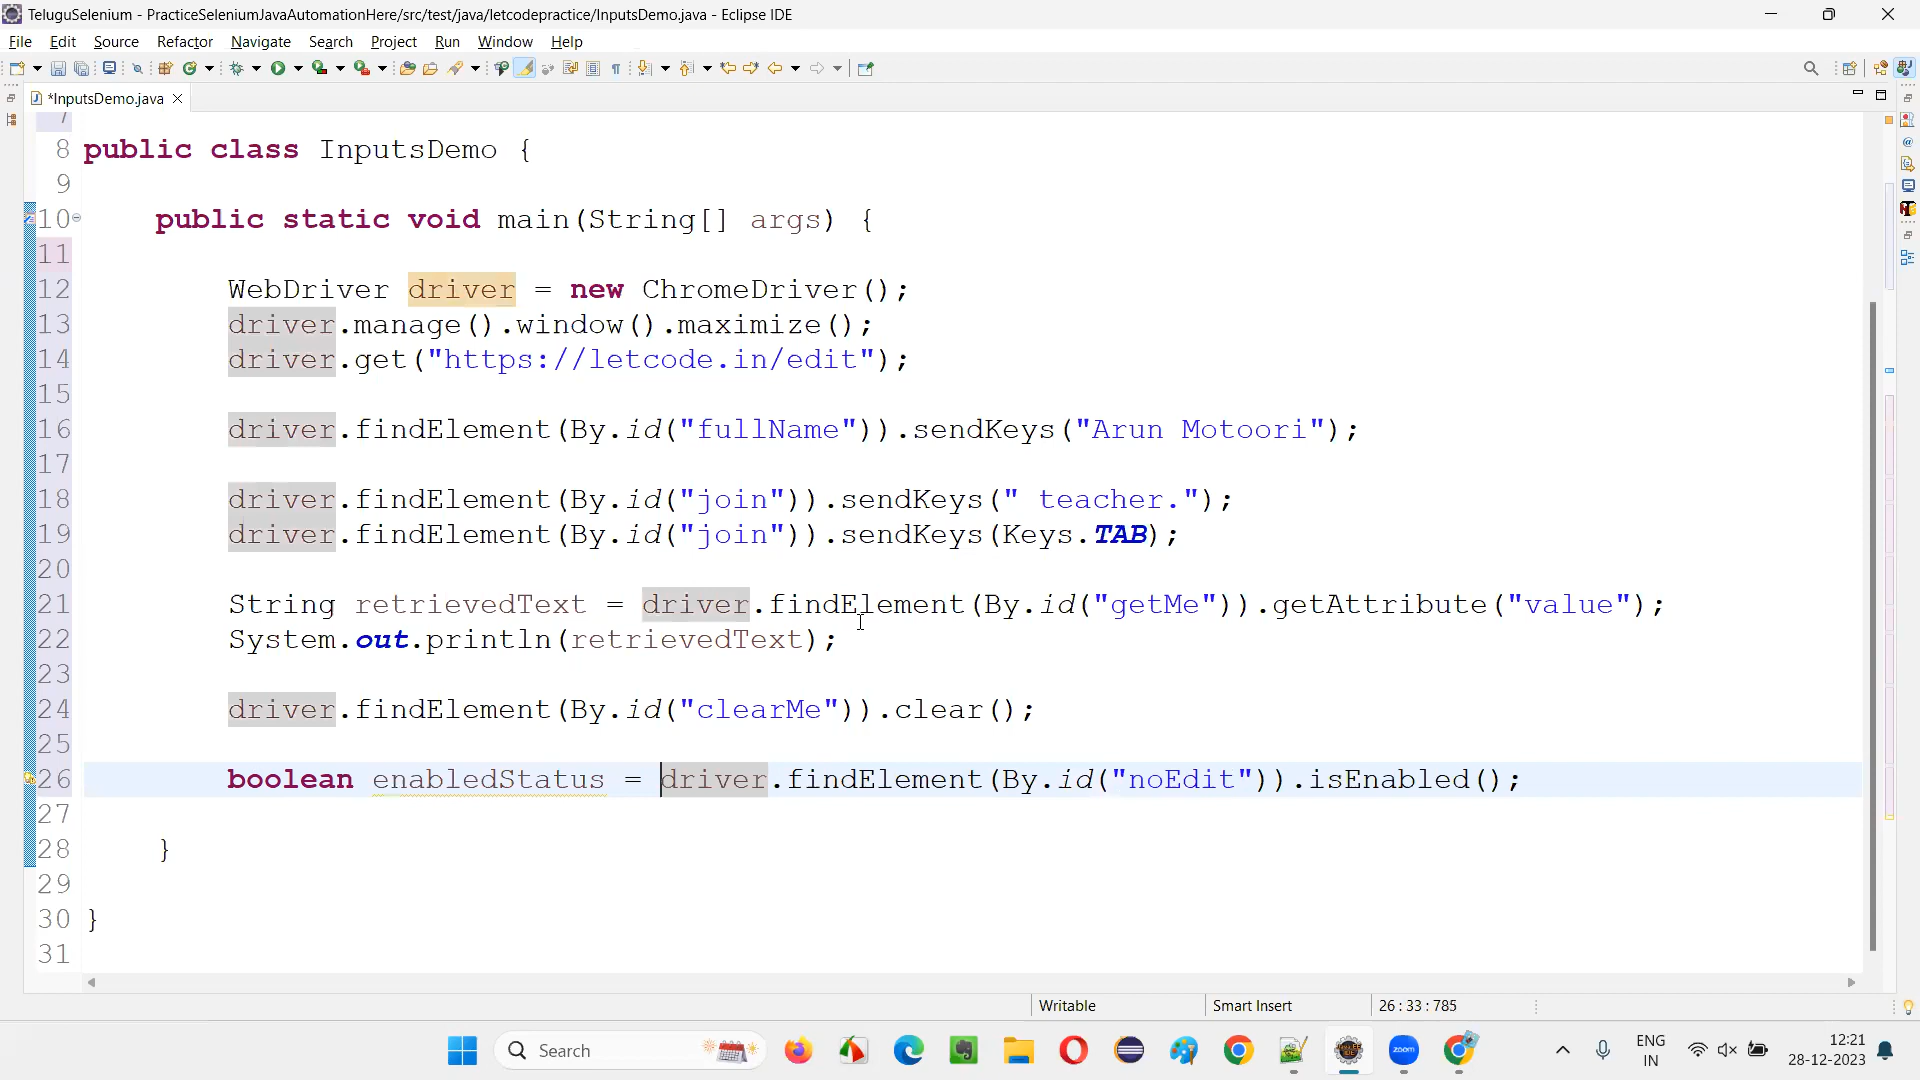 TeluguSelenium - PracticeSeleniumJavaAutomationHere/src/test/java/letcodepractice/InputsDemo.java - Eclipse IDE
File Edit Source Refactor Navigate Search Project Run Window Help
*InputsDemo.java
7
8 public class InputsDemo {
9
10 public static void main(String[] args) {
11
12 WebDriver driver = new ChromeDriver();
13 driver.manage().window().maximize();
14 driver.get("https://letcode.in/edit");
15
16 driver.findElement(By.id("fullName")).sendKeys("Arun Motoori");
17
18 driver.findElement(By.id("join")).sendKeys(" teacher.");
19 driver.findElement(By.id("join")).sendKeys(Keys.TAB);
20
21 String retrievedText = driver.findElement(By.id("getMe")).getAttribute("value");
22 System.out.println(retrievedText);
23
24 driver.findElement(By.id("clearMe")).clear();
25
26 boolean enabledStatus = driver.findElement(By.id("noEdit")).isEnabled();
27
28 }
29
30 }
31
Writable Smart Insert 26 : 33 : 785
Search
zoom
ENG
IN
12:21
28-12-2023